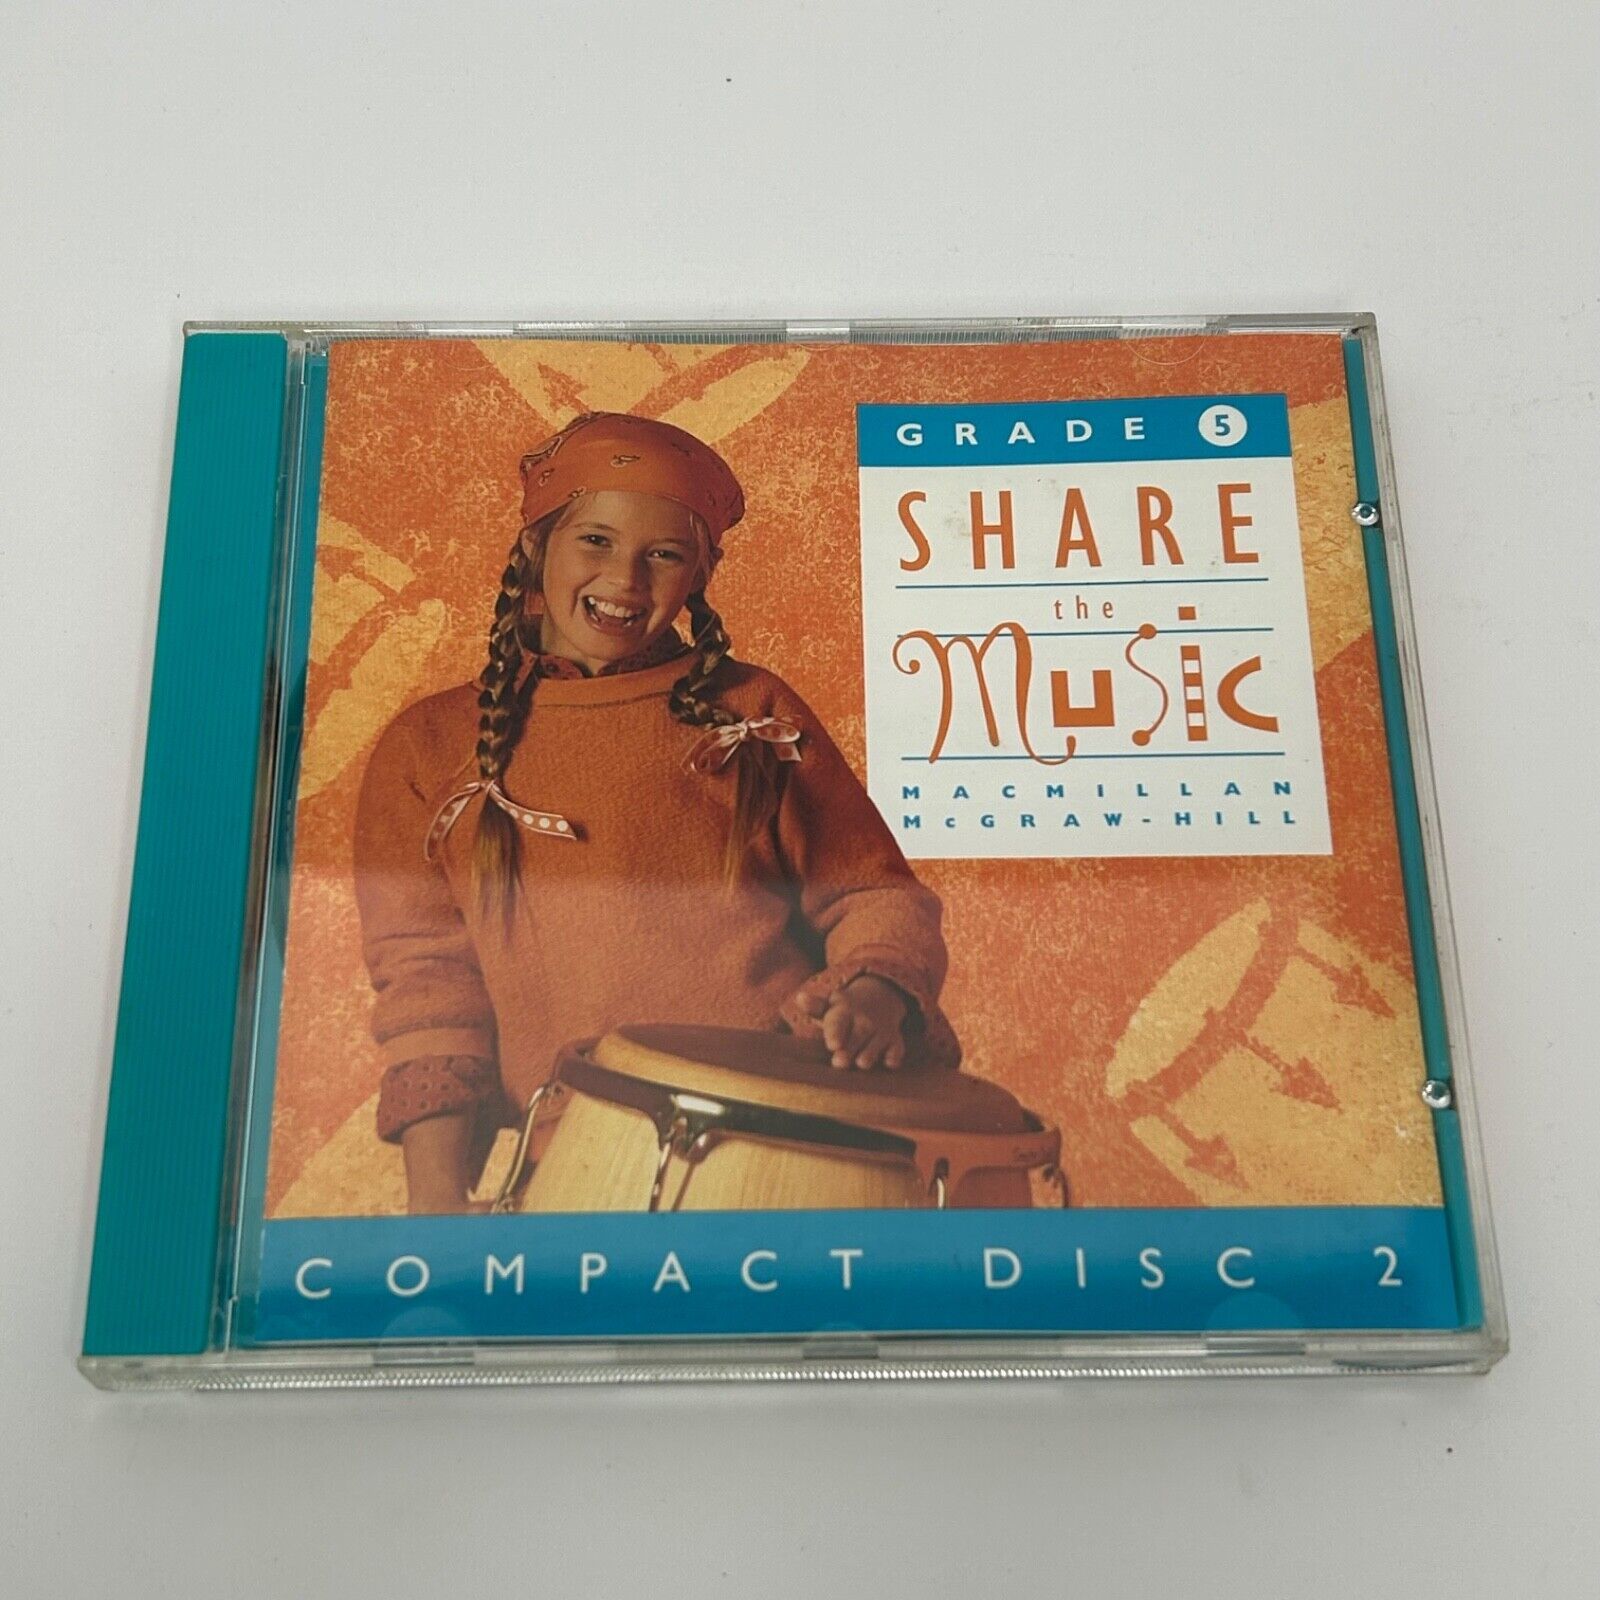 GRADE 5
SHARE
the
Music
MACMILLAN
McGRAW-HILL
COMPACT DISC 2